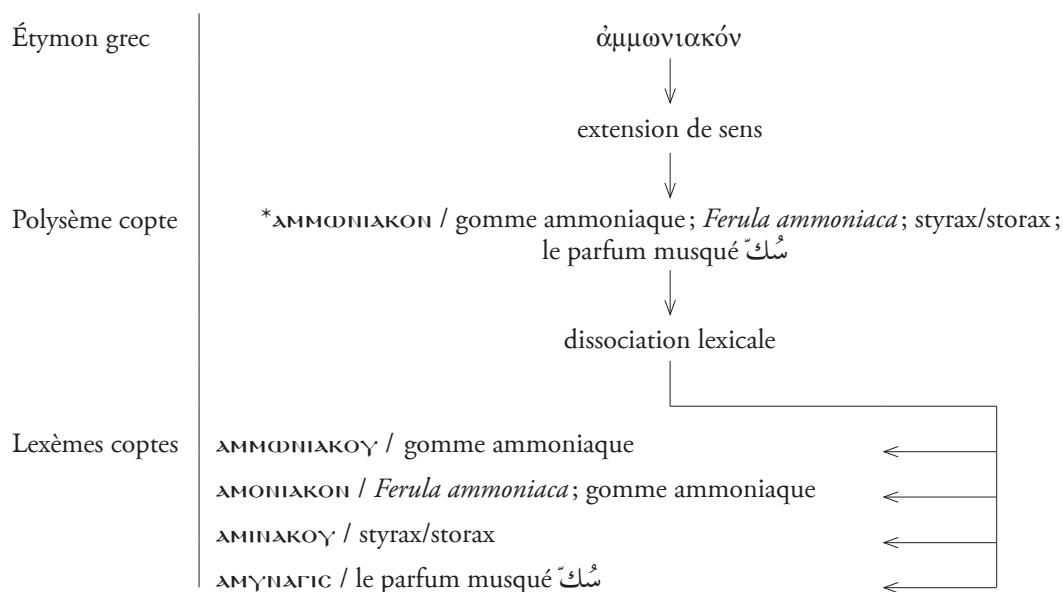 Étymon grec ἀμμωνιακόν
extension de sens
Polysème copte *ⲁⲙⲙⲱⲛⲓⲁⲕⲟⲛ / gomme ammoniaque ; Ferula ammoniaca ; styrax/storax ;
le parfum musqué سُكّ
dissociation lexicale
Lexèmes coptes ⲁⲙⲙⲱⲛⲓⲁⲕⲟⲩ / gomme ammoniaque
ⲁⲙⲟⲛⲓⲁⲕⲟⲛ / Ferula ammoniaca ; gomme ammoniaque
ⲁⲙⲓⲛⲁⲕⲟⲩ / styrax/storax
ⲁⲙⲩⲛⲁⲅⲓⲥ / le parfum musqué سُكّ